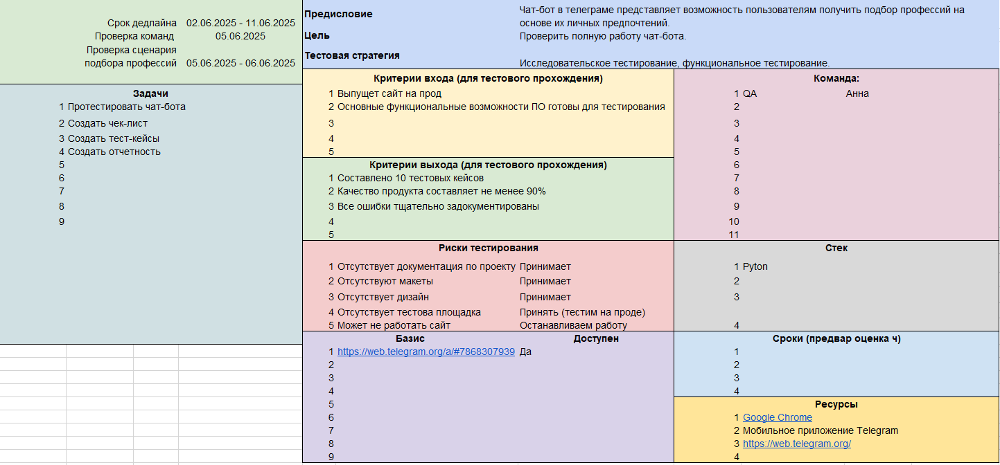 Срок дедлайна 02.06.2025 - 11.06.2025
Проверка команд 05.06.2025
Проверка сценария
подбора профессий 05.06.2025 - 06.06.2025
Предисловие
Чат-бот в телеграме представляет возможность пользователям получить подбор профессий на
основе их личных предпочтений.
Цель
Проверить полную работу чат-бота.
Тестовая стратегия
Исследовательское тестирование, функциональное тестирование.
Задачи
1 Протестировать чат-бота
2 Создать чек-лист
3 Создать тест-кейсы
4 Создать отчетность
5
6
7
8
9
Критерии входа (для тестового прохождения)
1 Выпущет сайт на прод
2 Основные функциональные возможности ПО готовы для тестирования
3
4
5
Критерии выхода (для тестового прохождения)
1 Составлено 10 тестовых кейсов
2 Качество продукта составляет не менее 90%
3 Все ошибки тщательно задокументированы
4
5
Риски тестирования
1 Отсутствует документация по проекту Принимает
2 Отсутствуют макеты Принимает
3 Отсутствует дизайн Принимает
4 Отсутствует тестова площадка Принять (тестим на проде)
5 Может не работать сайт Останавливаем работу
Базис Доступен
1 https://web.telegram.org/a/#7868307939 Да
2
3
4
5
6
7
8
9
Команда:
1 QA Анна
2
3
4
5
6
7
8
9
10
11
Стек
1 Pyton
2
3
4
Сроки (предвар оценка ч)
1
2
3
4
Ресурсы
1 Google Chrome
2 Мобильное приложение Telegram
3 https://web.telegram.org/
4